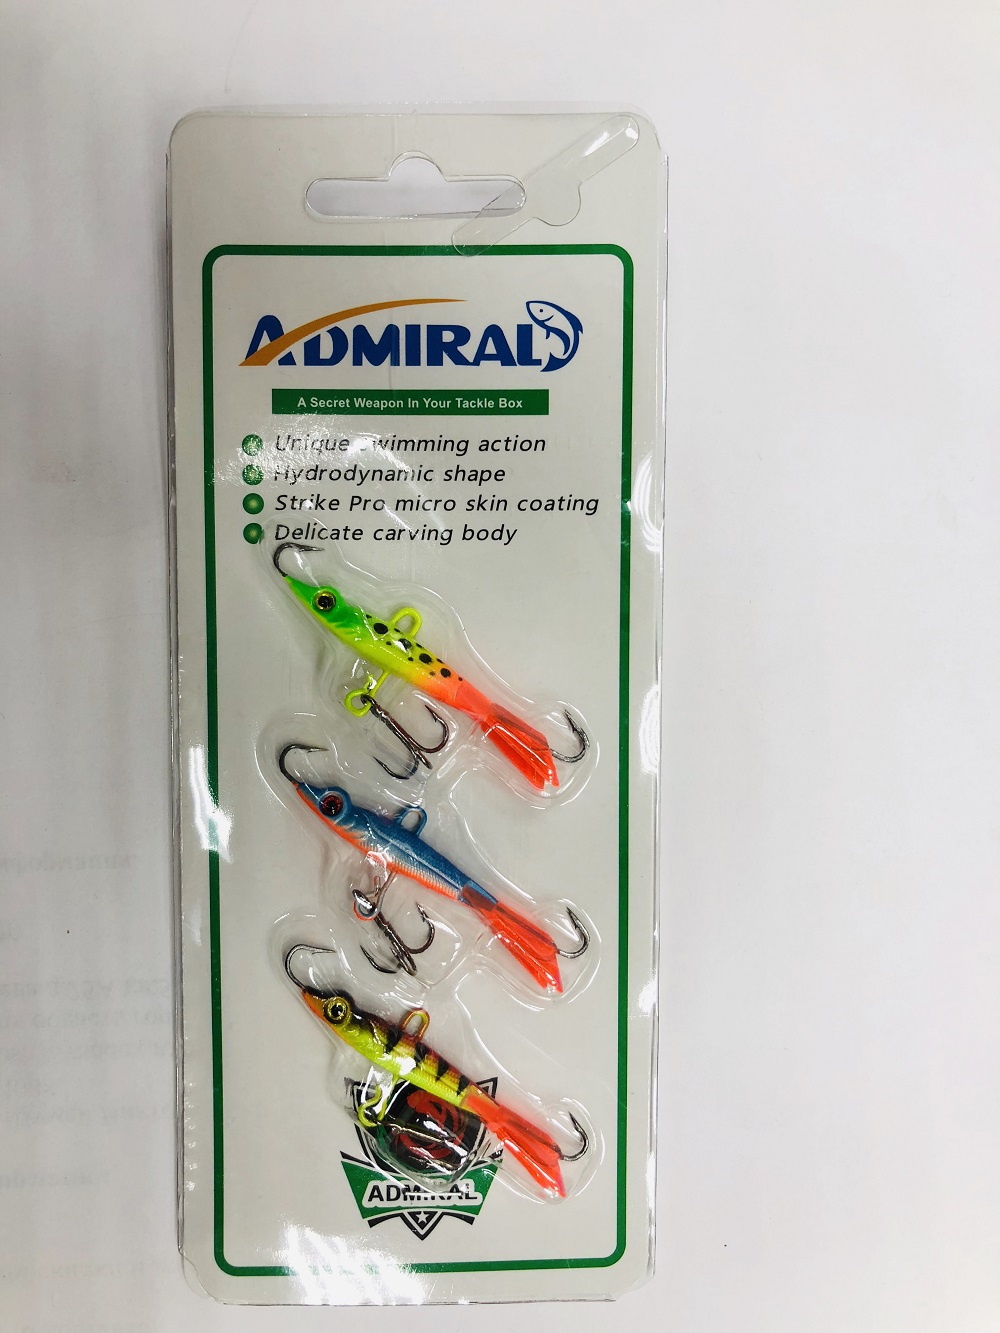 ADMIRAL
A Secret Weapon In Your Tackle Box
Unique swimming action
Hydrodynamic shape
Strike Pro micro skin coating
Delicate carving body
ADMIRAL